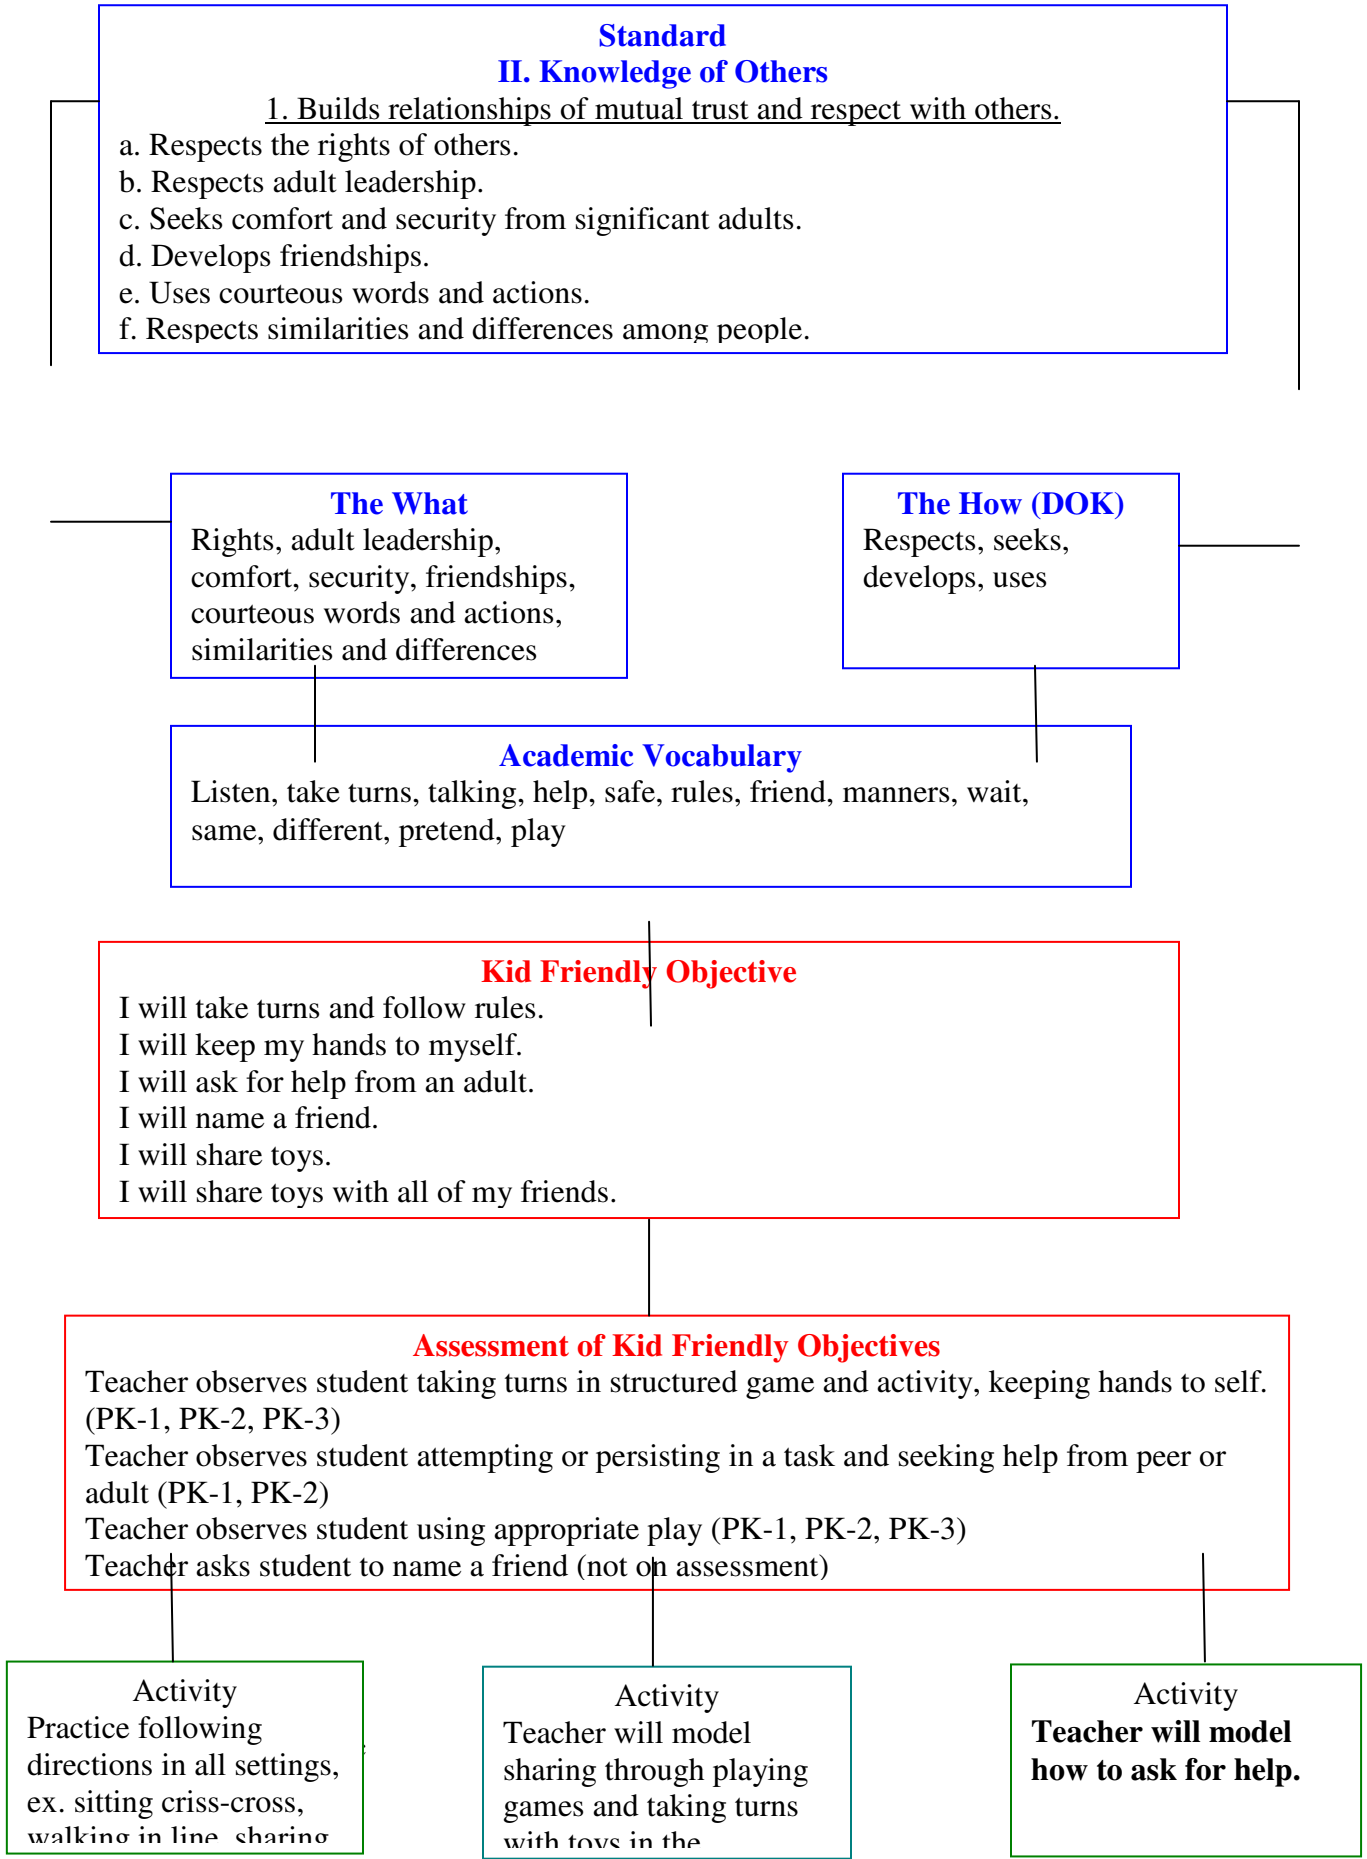 Standard
II. Knowledge of Others
1. Builds relationships of mutual trust and respect with others.
a. Respects the rights of others.
b. Respects adult leadership.
c. Seeks comfort and security from significant adults.
d. Develops friendships.
e. Uses courteous words and actions.
f. Respects similarities and differences among people.
The What
Rights, adult leadership,
comfort, security, friendships,
courteous words and actions,
similarities and differences
The How (DOK)
Respects, seeks,
develops, uses
Academic Vocabulary
Listen, take turns, talking, help, safe, rules, friend, manners, wait,
same, different, pretend, play
Kid Friendly Objective
I will take turns and follow rules.
I will keep my hands to myself.
I will ask for help from an adult.
I will name a friend.
I will share toys.
I will share toys with all of my friends.
Assessment of Kid Friendly Objectives
Teacher observes student taking turns in structured game and activity, keeping hands to self.
(PK-1, PK-2, PK-3)
Teacher observes student attempting or persisting in a task and seeking help from peer or
adult (PK-1, PK-2)
Teacher observes student using appropriate play (PK-1, PK-2, PK-3)
Teacher asks student to name a friend (not on assessment)
Activity
Practice following
directions in all settings,
ex. sitting criss-cross,
walking in line, sharing
Activity
Teacher will model
sharing through playing
games and taking turns
with toys in the
Activity
Teacher will model
how to ask for help.